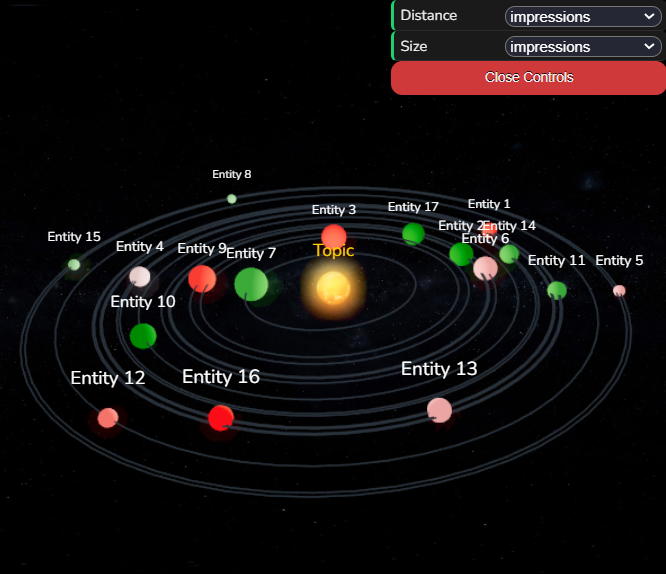 Distance
impressions
Size
impressions
Close Controls
Entity 8
Entity 1
Entity 3
Entity 17
Entity 2
Entity 14
Entity 15
Entity 6
Entity 4
Entity 9
Entity 7
Topic
Entity 11
Entity 5
Entity 10
Entity 13
Entity 16
Entity 12